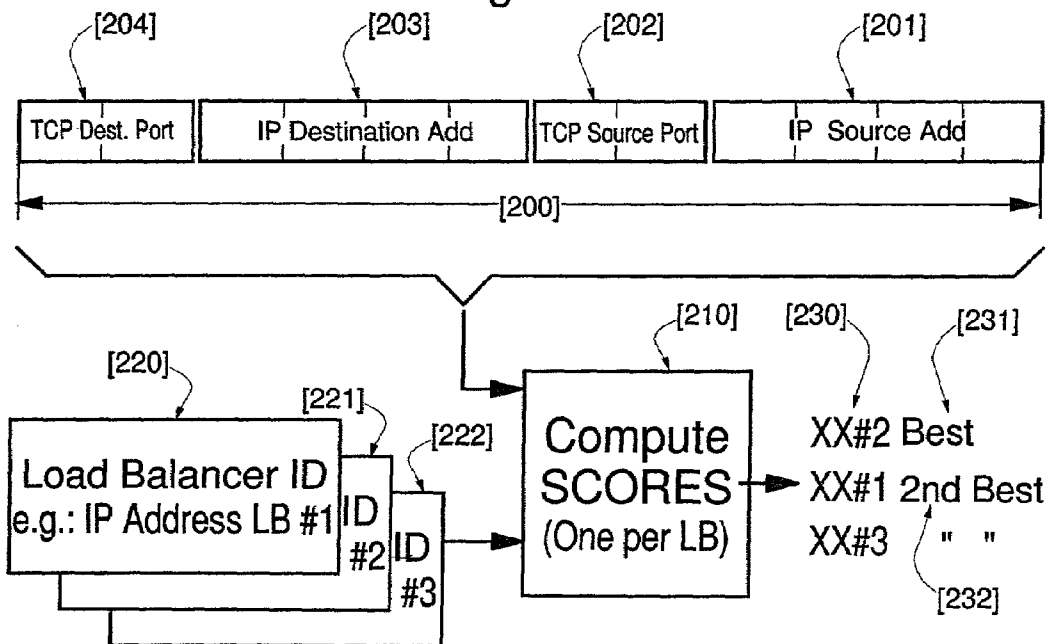 [204] [203] [202] [201]
TCP Dest. Port IP Destination Add TCP Source Port IP Source Add
[200]
[210] [230] [231]
[220]
[221]
[222]
Load Balancer ID
e.g.: IP Address LB #1
ID
#2
ID
#3
Compute
SCORES
(One per LB)
XX#2 Best
XX#1 2nd Best
XX#3 " "
[232]